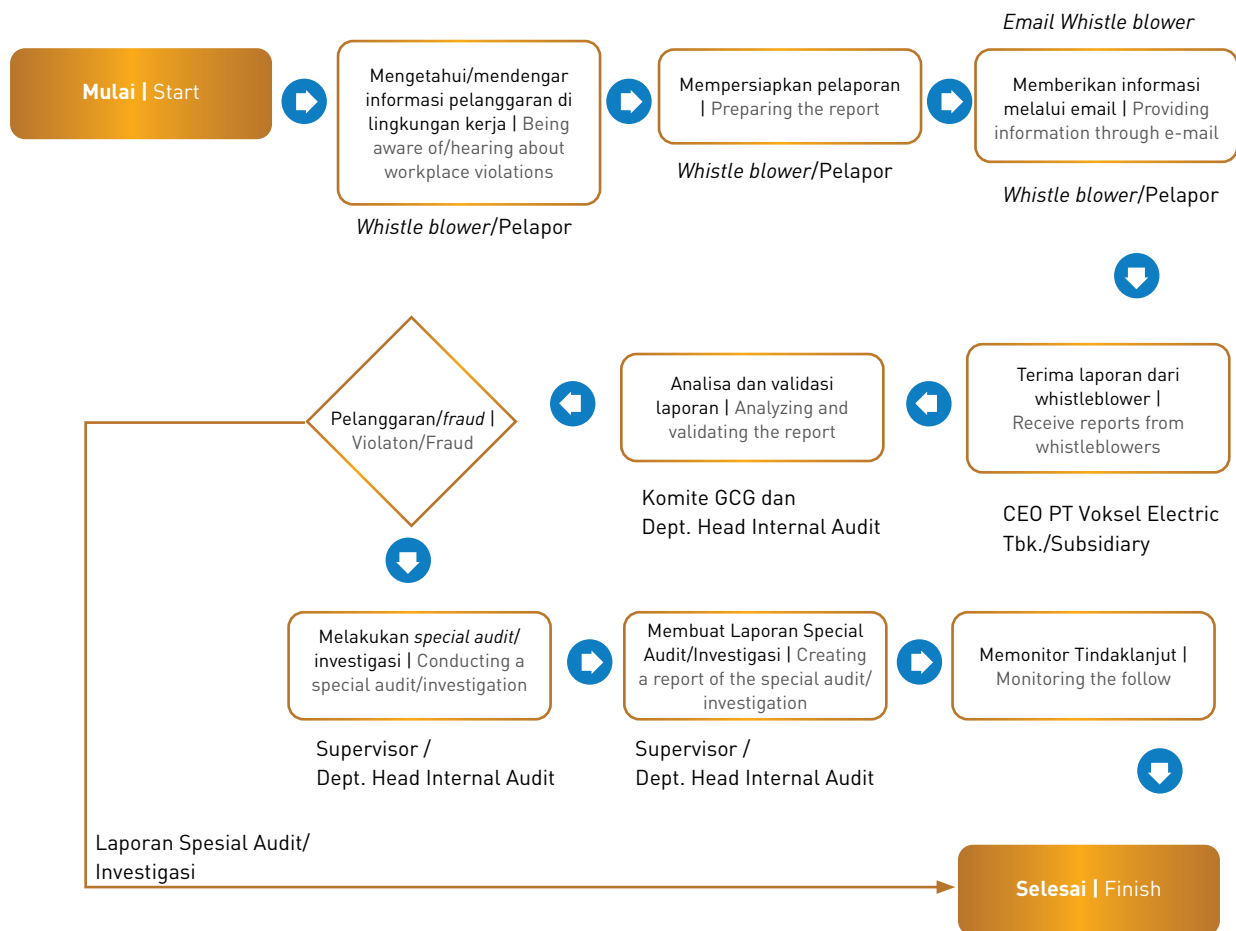 Email Whistle blower
Mulai | Start
Mengetahui/mendengar
informasi pelanggaran di
lingkungan kerja | Being
aware of/hearing about
workplace violations
Whistle blower/Pelapor
Mempersiapkan pelaporan
| Preparing the report
Whistle blower/Pelapor
Memberikan informasi
melalui email | Providing
information through e-mail
Whistle blower/Pelapor
Terima laporan dari
whistleblower |
Receive reports from
whistleblowers
CEO PT Voksel Electric
Tbk./Subsidiary
Analisa dan validasi
laporan | Analyzing and
validating the report
Komite GCG dan
Dept. Head Internal Audit
Pelanggaran/fraud |
Violaton/Fraud
Melakukan special audit/
investigasi | Conducting a
special audit/investigation
Supervisor /
Dept. Head Internal Audit
Membuat Laporan Special
Audit/Investigasi | Creating
a report of the special audit/
investigation
Supervisor /
Dept. Head Internal Audit
Memonitor Tindaklanjut |
Monitoring the follow
Laporan Spesial Audit/
Investigasi
Selesai | Finish